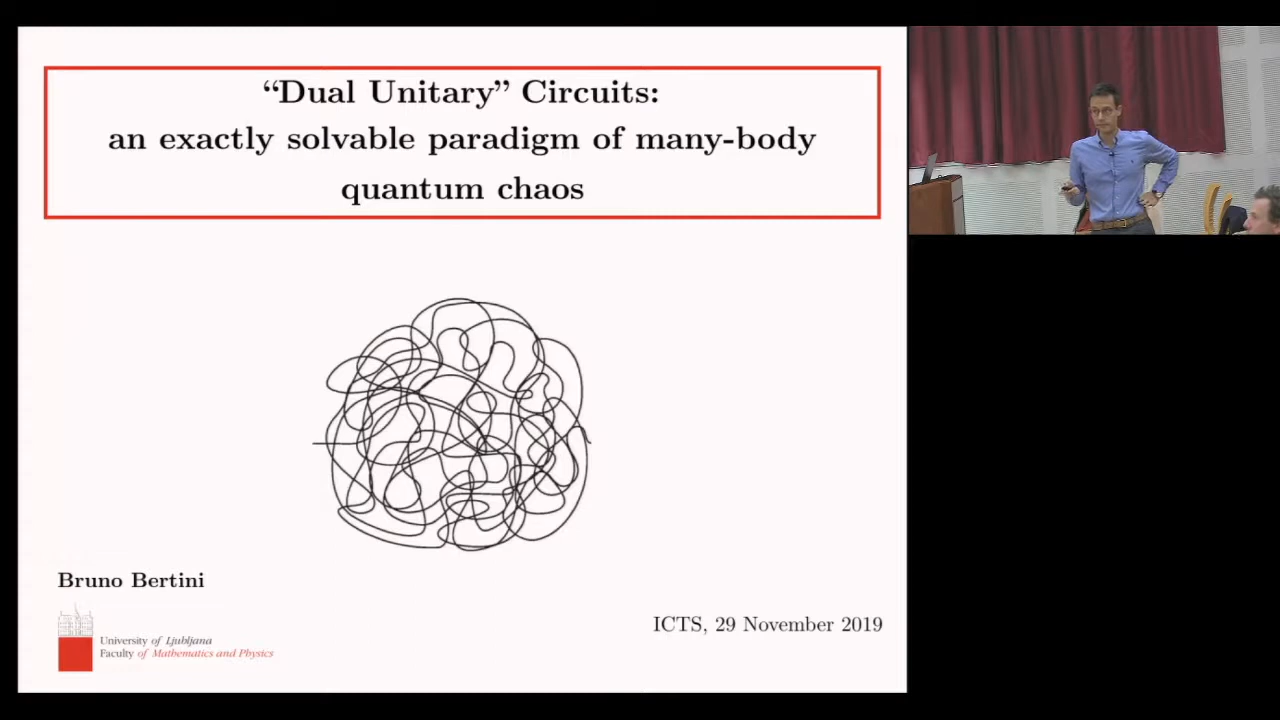 “Dual Unitary” Circuits:
an exactly solvable paradigm of many-body
quantum chaos
Bruno Bertini
University of Ljubljana
Faculty of Mathematics and Physics
ICTS, 29 November 2019